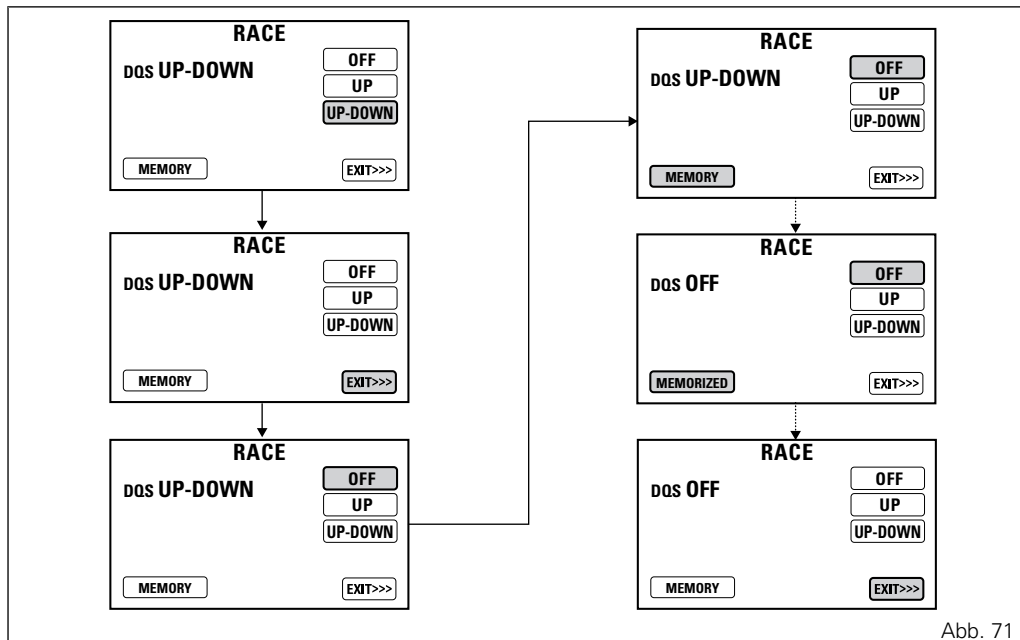 RACE
DQS UP-DOWN
OFF
UP
UP-DOWN
MEMORY
EXIT>>>
RACE
DQS UP-DOWN
OFF
UP
UP-DOWN
MEMORY
EXIT>>>
RACE
DQS UP-DOWN
OFF
UP
UP-DOWN
MEMORY
EXIT>>>
RACE
DQS UP-DOWN
OFF
UP
UP-DOWN
MEMORY
EXIT>>>
RACE
DQS OFF
OFF
UP
UP-DOWN
MEMORIZED
EXIT>>>
RACE
DQS OFF
OFF
UP
UP-DOWN
MEMORY
EXIT>>>
Abb. 71